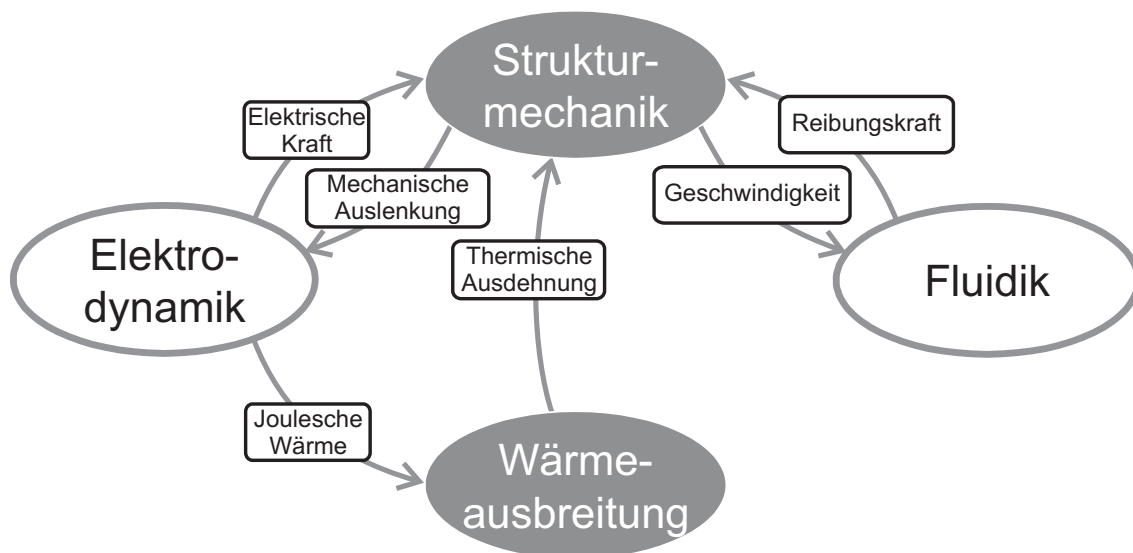 Struktur-
mechanik
Elektrische
Kraft
Reibungskraft
Mechanische
Auslenkung
Geschwindigkeit
Elektro-
dynamik
Thermische
Ausdehnung
Fluidik
Joulesche
Wärme
Wärme-
ausbreitung